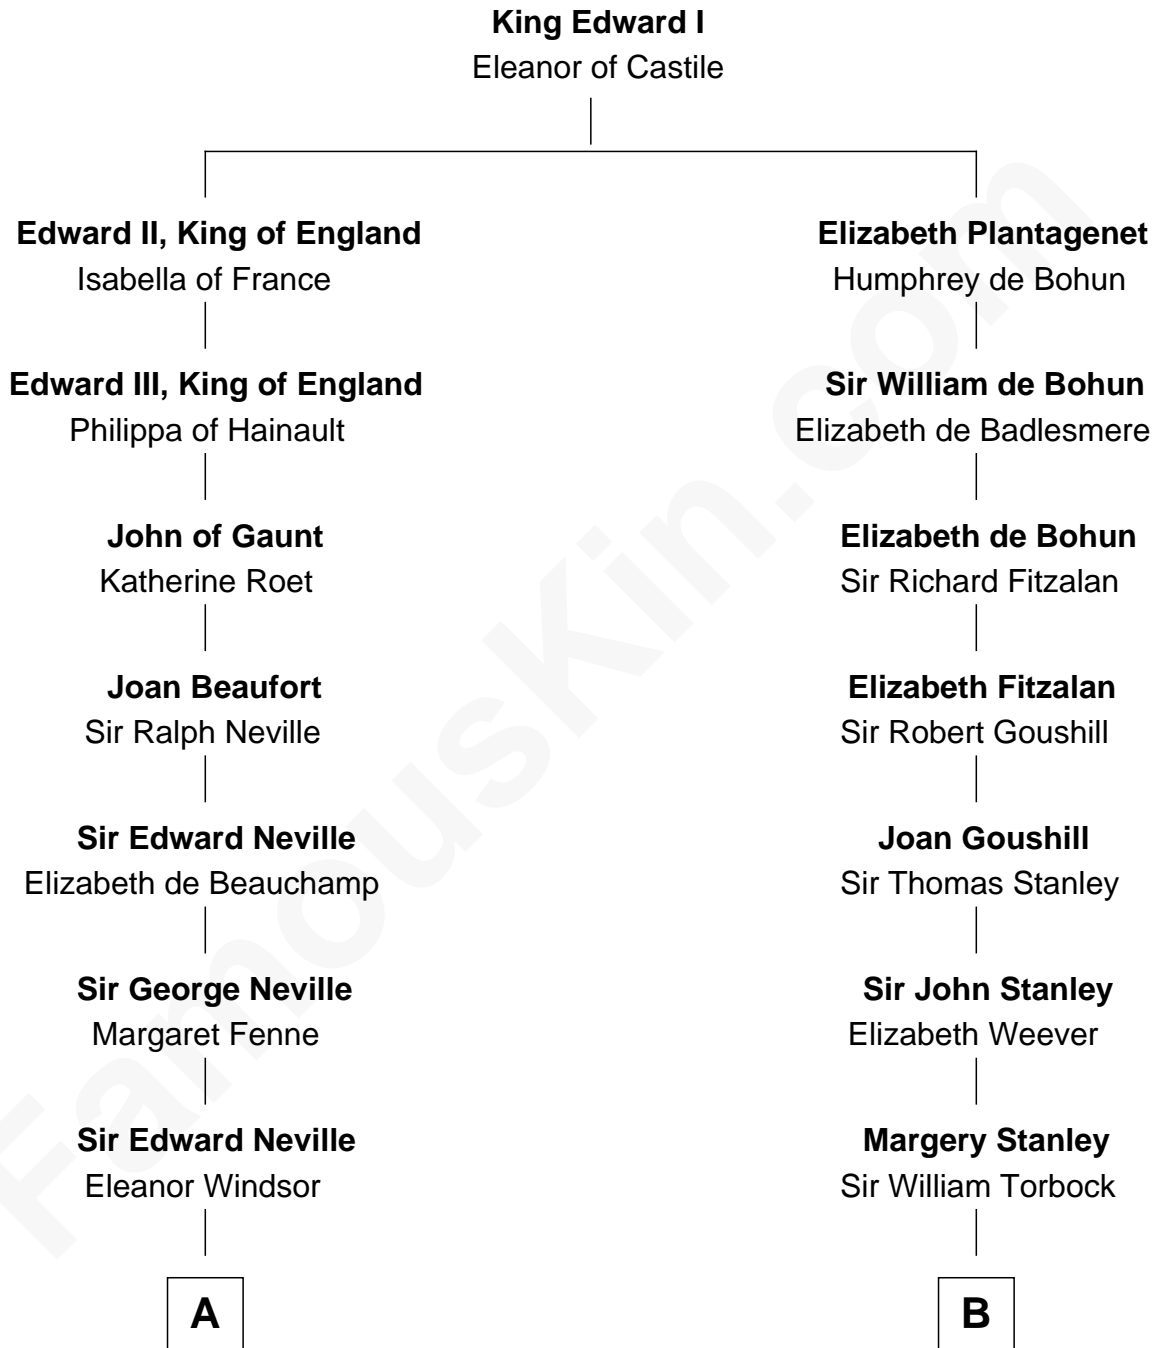 King Edward I
Eleanor of Castile
Edward II, King of England
Isabella of France
Elizabeth Plantagenet
Humphrey de Bohun
Edward III, King of England
Philippa of Hainault
Sir William de Bohun
Elizabeth de Badlesmere
John of Gaunt
Katherine Roet
Elizabeth de Bohun
Sir Richard Fitzalan
Joan Beaufort
Sir Ralph Neville
Elizabeth Fitzalan
Sir Robert Goushill
Sir Edward Neville
Elizabeth de Beauchamp
Joan Goushill
Sir Thomas Stanley
Sir George Neville
Margaret Fenne
Sir John Stanley
Elizabeth Weever
Sir Edward Neville
Eleanor Windsor
Margery Stanley
Sir William Torbock
A
B
FamousKin.com